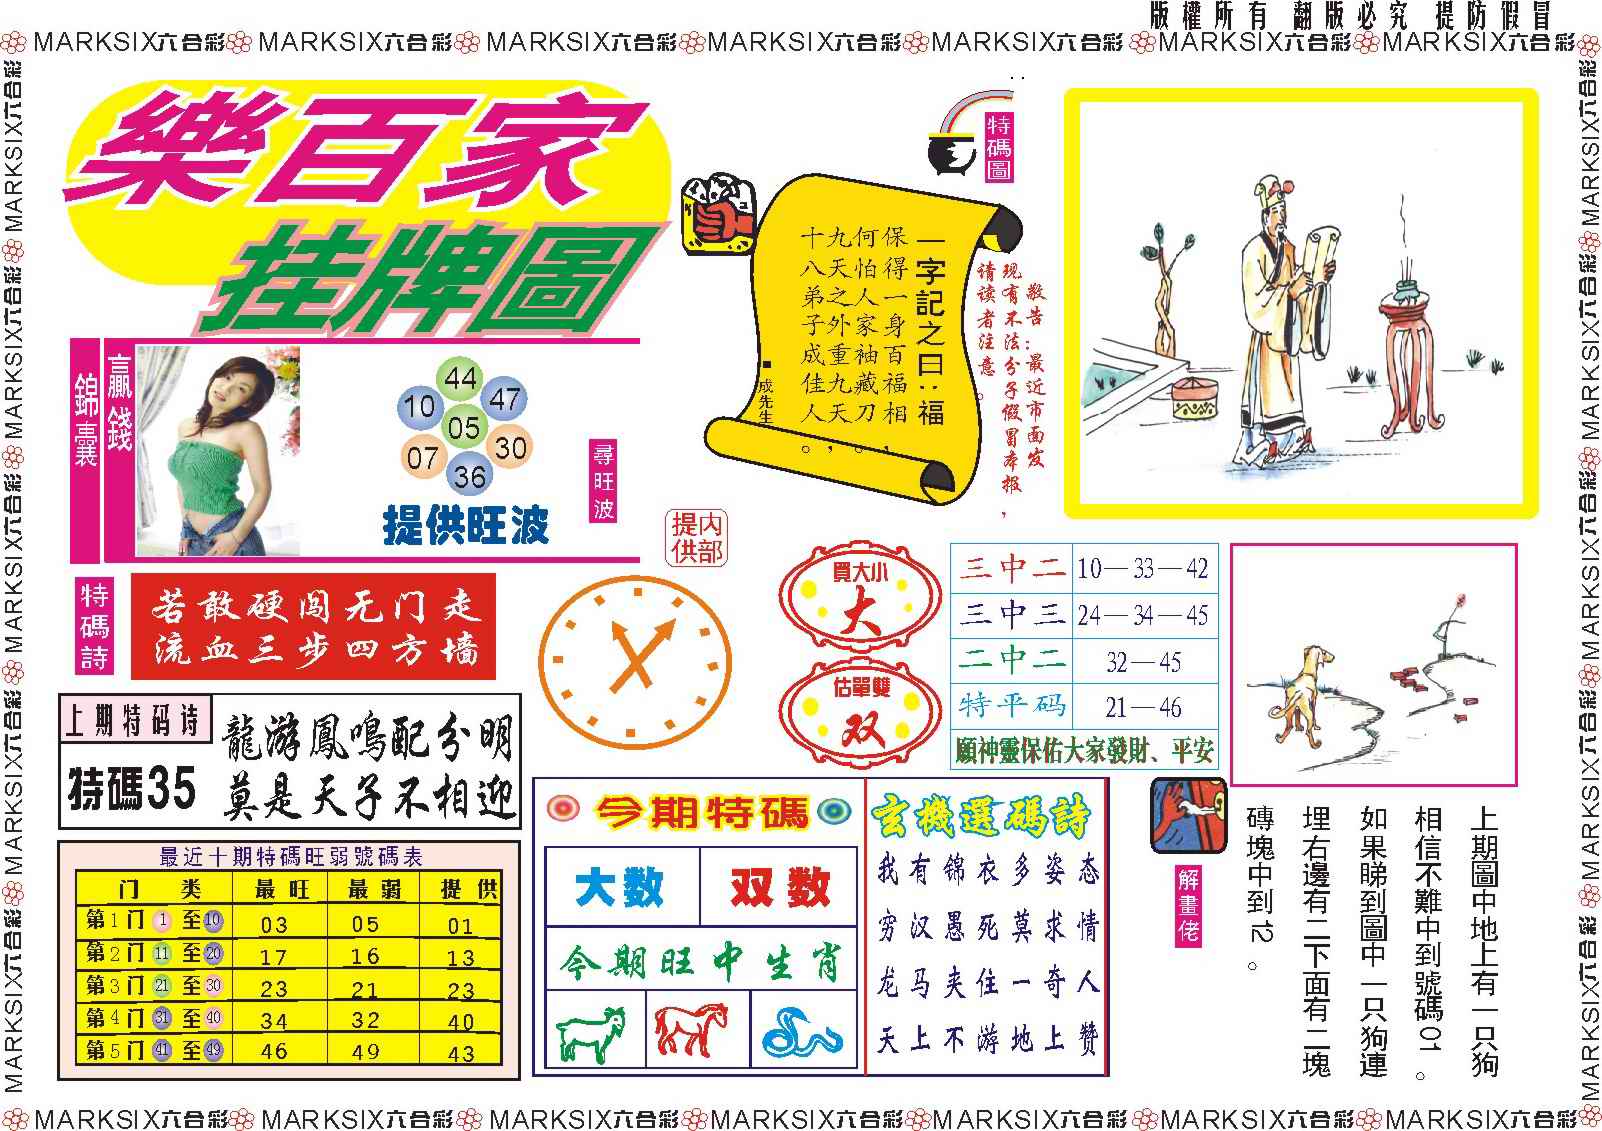 版權所有 翻版必究 提防假冒
MARKSIX六合彩 MARKSIX六合彩 MARKSIX六合彩 MARKSIX六合彩 MARKSIX六合彩 MARKSIX六合彩 MARKSIX六合彩
樂百家
挂牌圖
特碼圖
一字記之曰:福
保得一身百福相,
何怕人家袖藏刀。
九天之外重九天,
十八弟子成佳人。
■成先生
敬告:最近市面发
现有不法分子假冒本报,
请读者注意。
贏錢
錦囊
44
10
47
05
07
30
36
提供旺波
尋旺波
内部
提供
特碼詩
若敢硬闯无门走
流血三步四方墙
買大小
大
估單雙
双
三中二 10—33—42
三中三 24—34—45
二中二 32—45
特平码 21—46
願神靈保佑大家發財、平安
上期特码诗
特碼35
龍游鳳鳴配分明
莫是天子不相迎
最近十期特碼旺弱號碼表
门类 最旺 最弱 提供
第1门 1 至 10 03 05 01
第2门 11 至 20 17 16 13
第3门 21 至 30 23 21 23
第4门 31 至 40 34 32 40
第5门 41 至 49 46 49 43
今期特碼
大数 双数
今期旺中生肖
玄機選碼詩
我有锦衣多姿态
穷汉愚死莫求情
龙马夹住一奇人
天上不游地上赞
解畫佬
上期圖中地上有一只狗
相信不難中到號碼01。
如果睇到圖中一只狗連
埋右邊有二下面有二塊
磚塊中到12。
MARKSIX六合彩 MARKSIX六合彩 MARKSIX六合彩 MARKSIX六合彩 MARKSIX六合彩
MARKSIX六合彩 MARKSIX六合彩 MARKSIX六合彩 MARKSIX六合彩 MARKSIX六合彩
MARKSIX六合彩 MARKSIX六合彩 MARKSIX六合彩 MARKSIX六合彩 MARKSIX六合彩 MARKSIX六合彩 MARKSIX六合彩